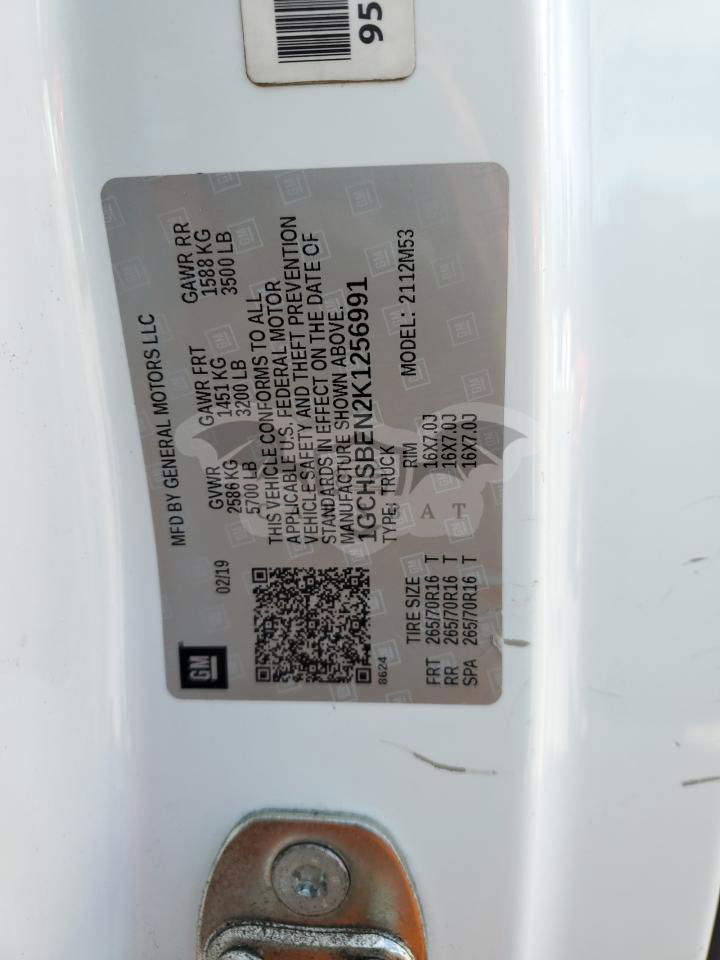 95
GM
MFD BY GENERAL MOTORS LLC
02/19
GVWR GAWR FRT GAWR RR
2586 KG 1451 KG 1588 KG
5700 LB 3200 LB 3500 LB
THIS VEHICLE CONFORMS TO ALL
APPLICABLE U.S. FEDERAL MOTOR
VEHICLE SAFETY AND THEFT PREVENTION
STANDARDS IN EFFECT ON THE DATE OF
MANUFACTURE SHOWN ABOVE.
1GCHSBEN2K1256991
8624
TYPE: TRUCK MODEL: 2112M53
TIRE SIZE RIM
FRT 265/70R16 T 16X7.0J
RR 265/70R16 T 16X7.0J
SPA 265/70R16 T 16X7.0J